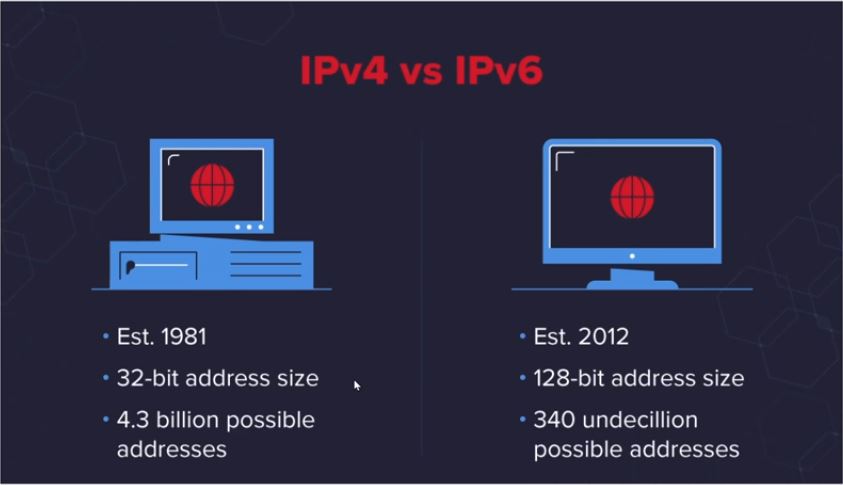 IPv4 vs IPv6
• Est. 1981
• 32-bit address size
• 4.3 billion possible
addresses
• Est. 2012
• 128-bit address size
• 340 undecillion
possible addresses